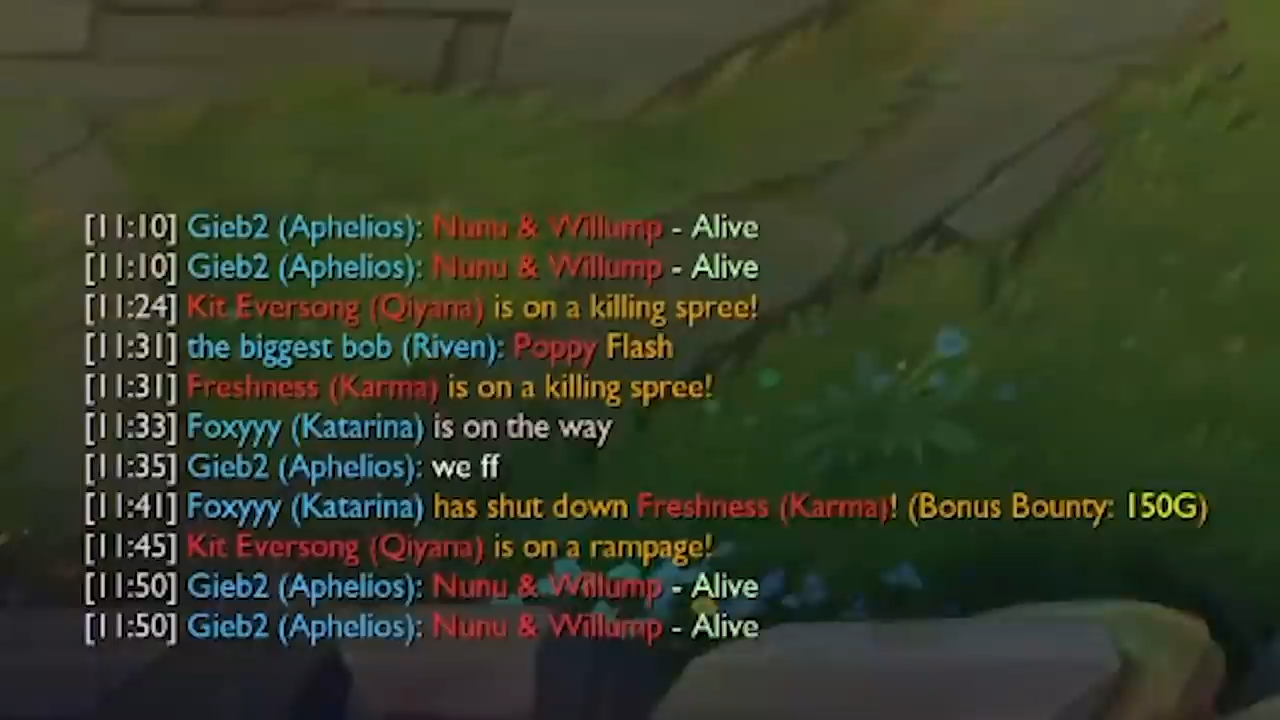 [11:10] Gieb2 (Aphelios): Nunu & Willump - Alive
[11:10] Gieb2 (Aphelios): Nunu & Willump - Alive
[11:24] Kit Eversong (Qiyana) is on a killing spree!
[11:31] the biggest bob (Riven): Poppy Flash
[11:31] Freshness (Karma) is on a killing spree!
[11:33] Foxyyy (Katarina) is on the way
[11:35] Gieb2 (Aphelios): we ff
[11:41] Foxyyy (Katarina) has shut down Freshness (Karma)! (Bonus Bounty: 150G)
[11:45] Kit Eversong (Qiyana) is on a rampage!
[11:50] Gieb2 (Aphelios): Nunu & Willump - Alive
[11:50] Gieb2 (Aphelios): Nunu & Willump - Alive